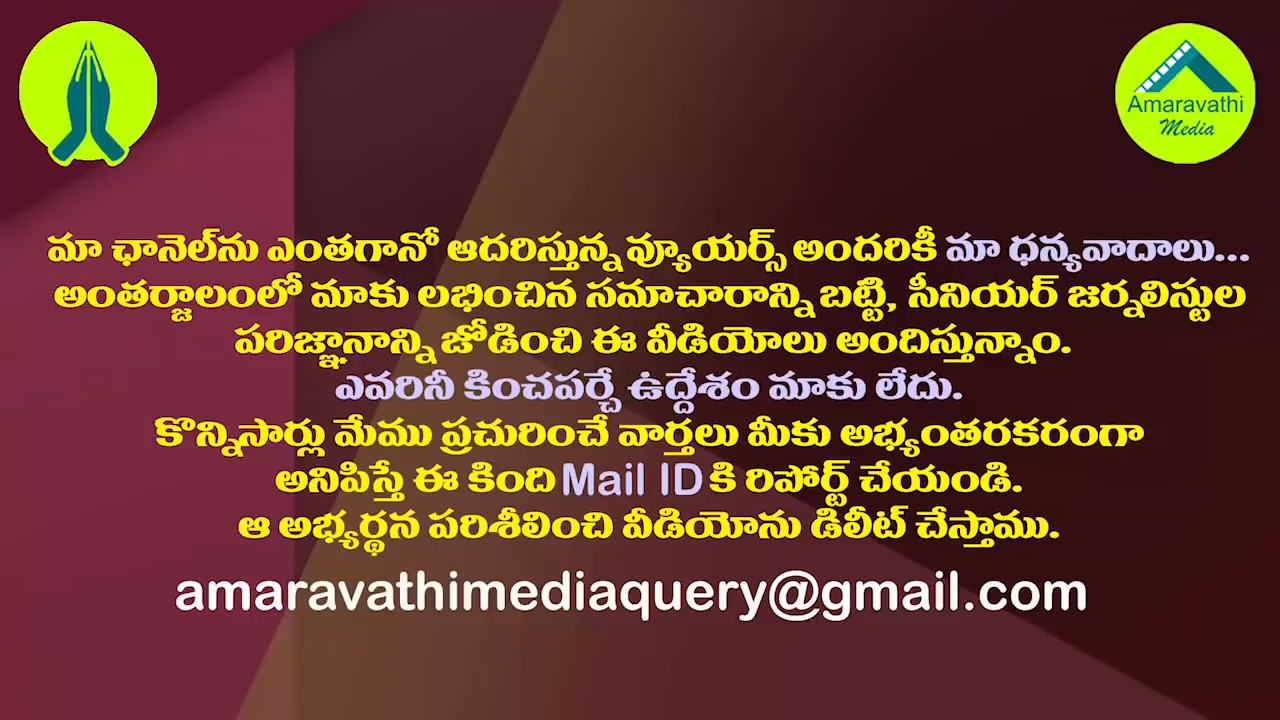 Amaravathi
Media
మా ఛానెల్‌ను ఎంతగానో ఆదరిస్తున్న వ్యూయర్స్ అందరికీ మా ధన్యవాదాలు...
అంతర్జాలంలో మాకు లభించిన సమాచారాన్ని బట్టి, సీనియర్ జర్నలిస్టుల
పరిజ్ఞానాన్ని జోడించి ఈ వీడియోలు అందిస్తున్నాం.
ఎవరినీ కించపర్చే ఉద్దేశం మాకు లేదు.
కొన్నిసార్లు మేము ప్రచురించే వార్తలు మీకు అభ్యంతరకరంగా
అనిపిస్తే ఈ కింది Mail ID కి రిపోర్ట్ చేయండి.
ఆ అభ్యర్థన పరిశీలించి వీడియోను డిలీట్ చేస్తాము.
amaravathimediaquery@gmail.com